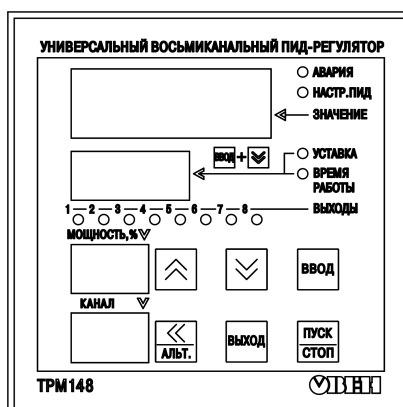 УНИВЕРСАЛЬНЫЙ ВОСЬМИКАНАЛЬНЫЙ ПИД-РЕГУЛЯТОР
АВАРИЯ
НАСТР.ПИД
ЗНАЧЕНИЕ
ВВОД +
УСТАВКА
ВРЕМЯ
РАБОТЫ
1 – 2 – 3 – 4 – 5 – 6 – 7 – 8 – ВЫХОДЫ
МОЩНОСТЬ,%
ВВОД
КАНАЛ
АЛЬТ.
ВЫХОД
ПУСК
СТОП
ТРМ148
ОВЕН